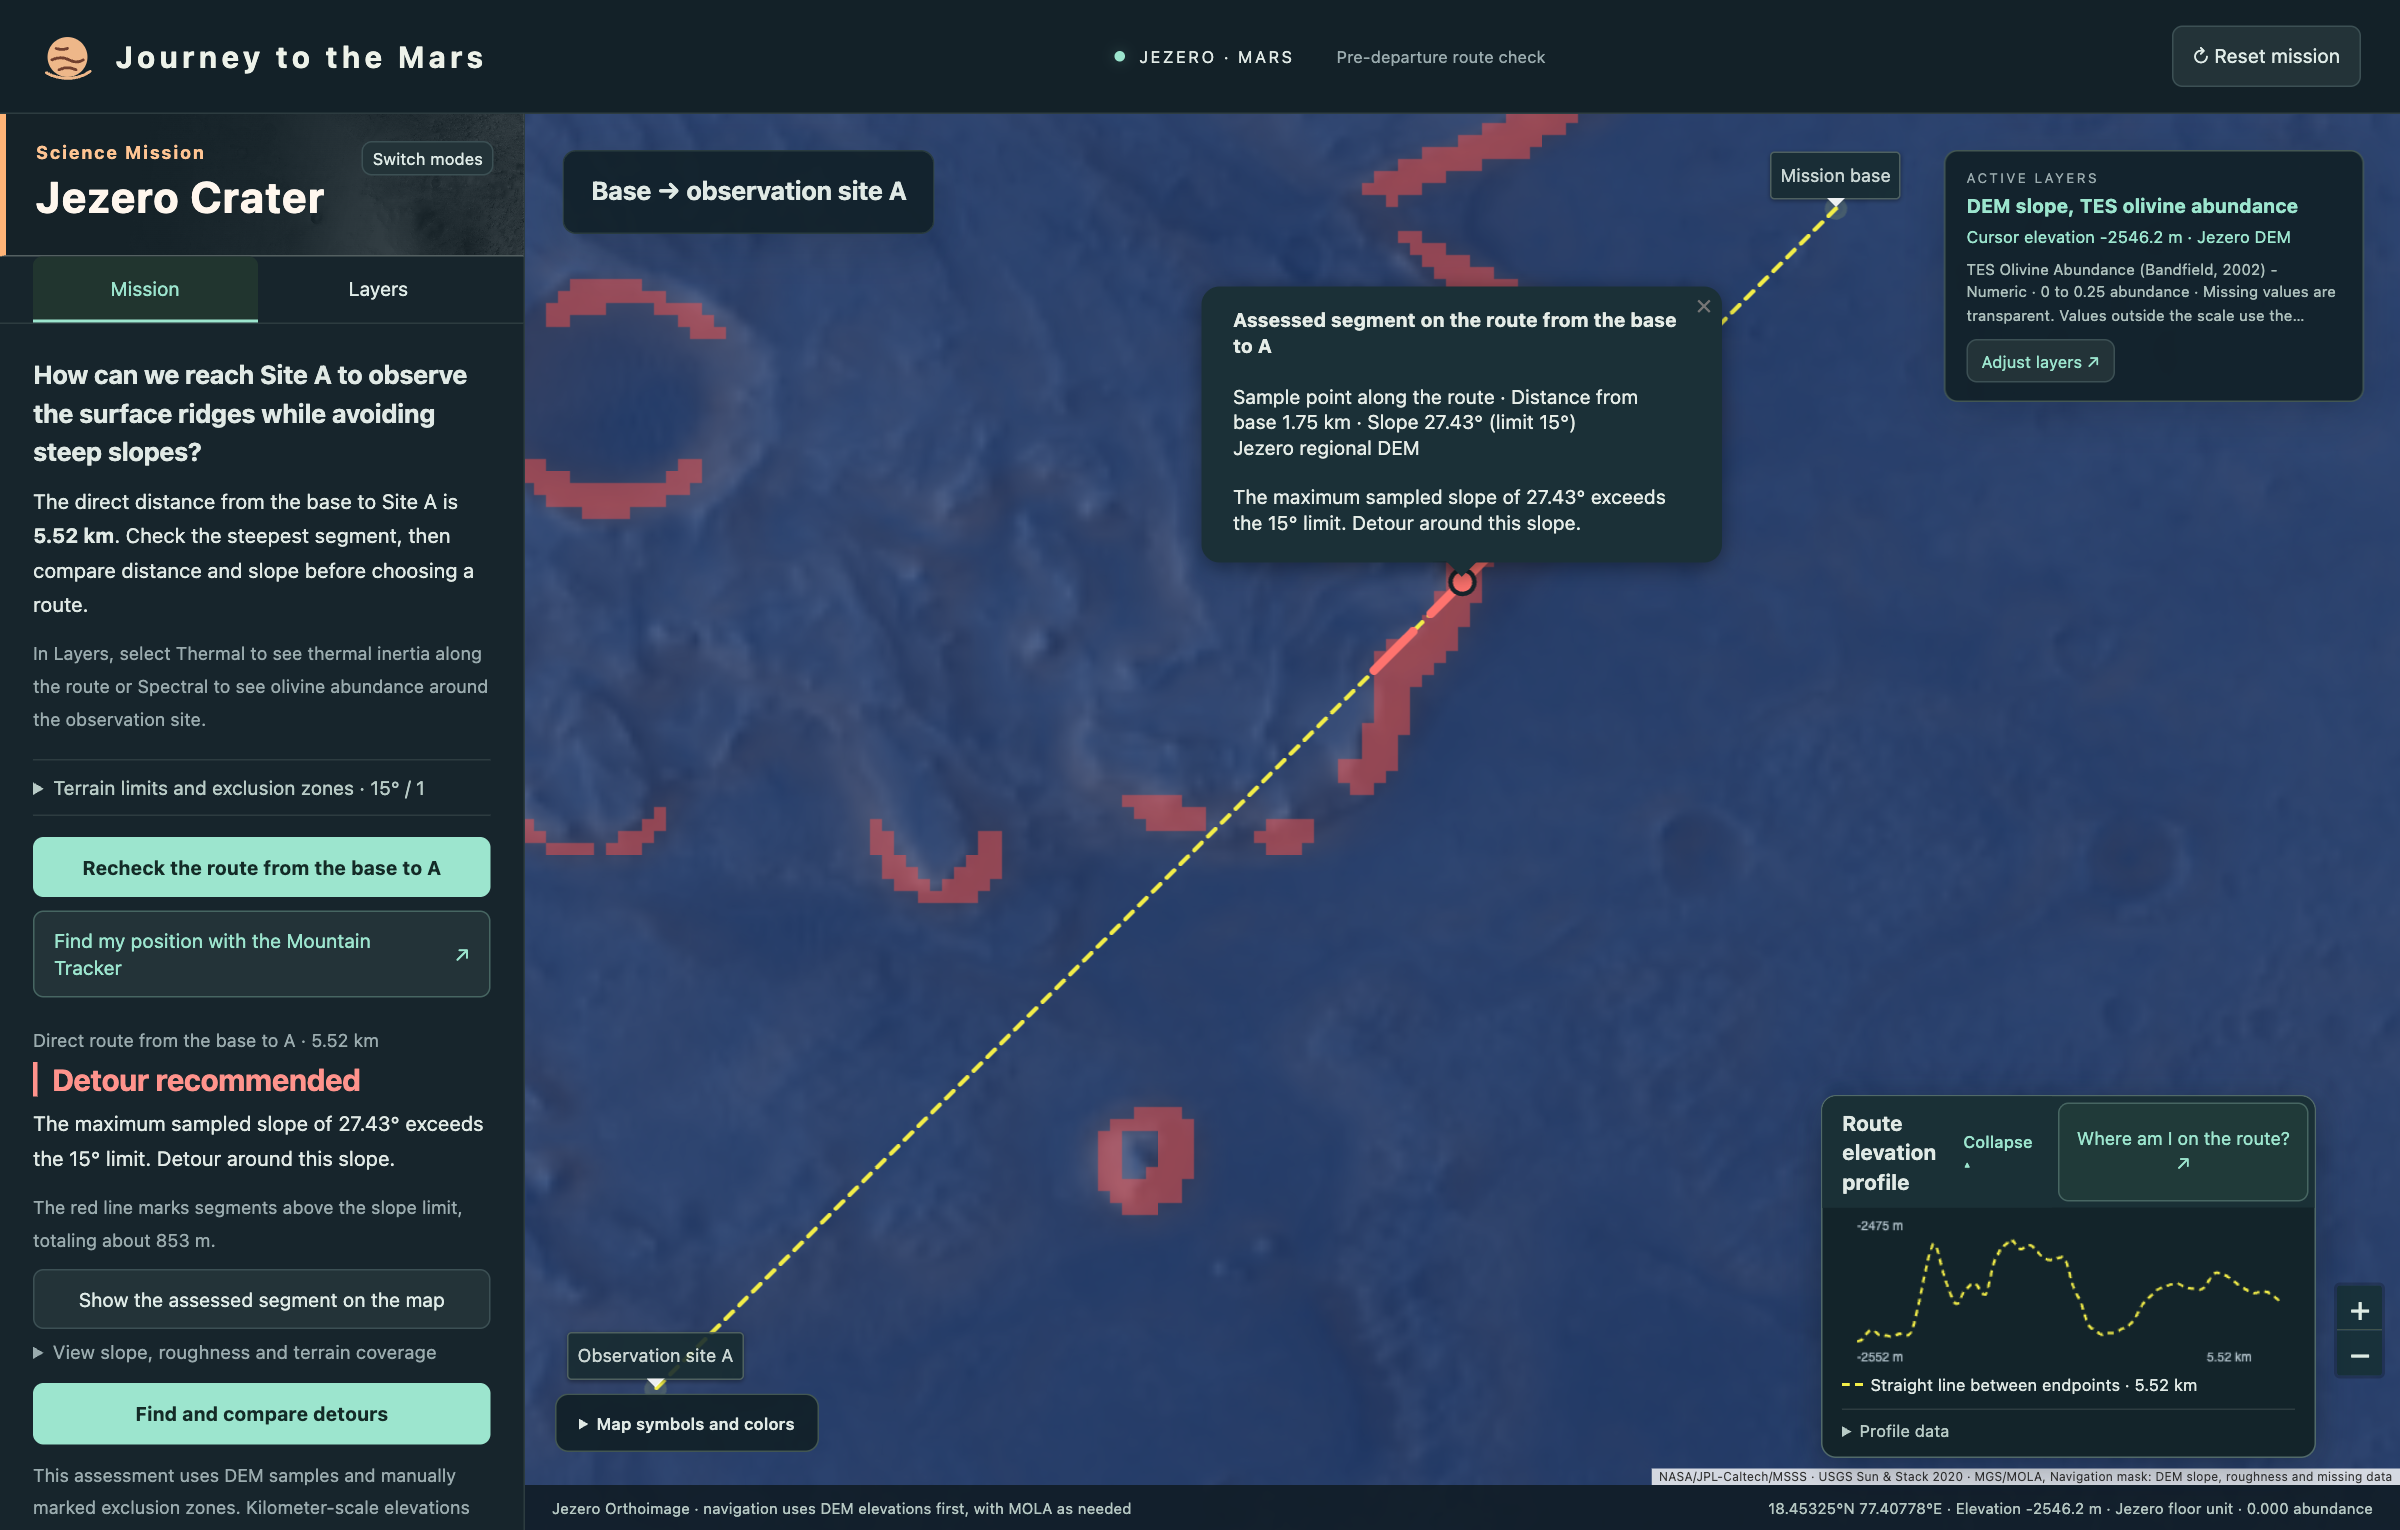 Journey to the Mars
JEZERO · MARS
Pre-departure route check
↻ Reset mission
Science Mission
Switch modes
Jezero Crater
Mission
Layers
How can we reach Site A to observe
the surface ridges while avoiding
steep slopes?
The direct distance from the base to Site A is
5.52 km. Check the steepest segment, then
compare distance and slope before choosing a
route.
In Layers, select Thermal to see thermal inertia along
the route or Spectral to see olivine abundance around
the observation site.
▶ Terrain limits and exclusion zones · 15° / 1
Recheck the route from the base to A
Find my position with the Mountain
Tracker ↗
Direct route from the base to A · 5.52 km
Detour recommended
The maximum sampled slope of 27.43° exceeds
the 15° limit. Detour around this slope.
The red line marks segments above the slope limit,
totaling about 853 m.
Show the assessed segment on the map
▶ View slope, roughness and terrain coverage
Find and compare detours
This assessment uses DEM samples and manually
marked exclusion zones. Kilometer-scale elevations
Base → observation site A
Mission base
Assessed segment on the route from the base
to A
Sample point along the route · Distance from
base 1.75 km · Slope 27.43° (limit 15°)
Jezero regional DEM
The maximum sampled slope of 27.43° exceeds
the 15° limit. Detour around this slope.
ACTIVE LAYERS
DEM slope, TES olivine abundance
Cursor elevation -2546.2 m · Jezero DEM
TES Olivine Abundance (Bandfield, 2002) -
Numeric · 0 to 0.25 abundance · Missing values are
transparent. Values outside the scale use the...
Adjust layers ↗
Observation site A
▶ Map symbols and colors
Route
elevation
profile
Collapse ▴
Where am I on the route?
↗
-2475 m
-2552 m
5.52 km
Straight line between endpoints · 5.52 km
▶ Profile data
+
−
NASA/JPL-Caltech/MSSS · USGS Sun & Stack 2020 · MGS/MOLA, Navigation mask: DEM slope, roughness and missing data
Jezero Orthoimage · navigation uses DEM elevations first, with MOLA as needed
18.45325°N 77.40778°E · Elevation -2546.2 m · Jezero floor unit · 0.000 abundance